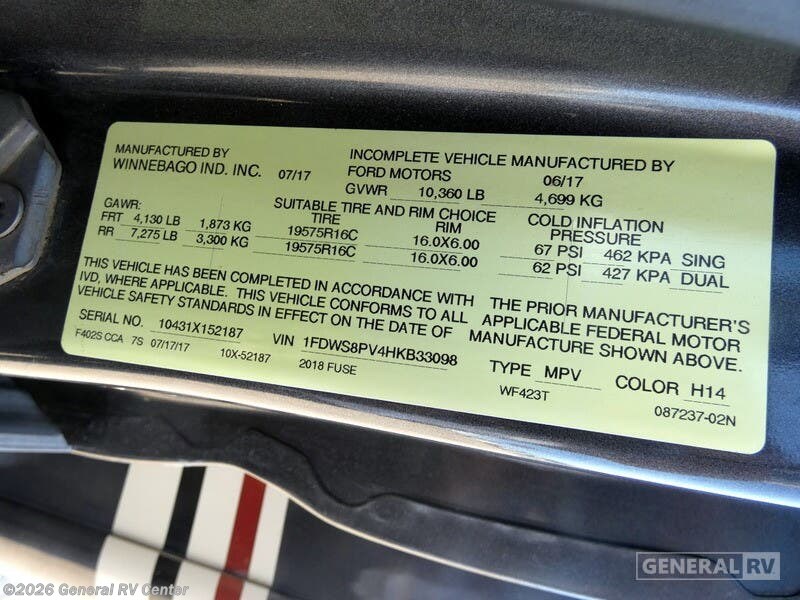 MANUFACTURED BY
WINNEBAGO IND. INC. 07/17
INCOMPLETE VEHICLE MANUFACTURED BY
FORD MOTORS 06/17
GVWR 10,360 LB 4,699 KG
GAWR: SUITABLE TIRE AND RIM CHOICE COLD INFLATION
TIRE RIM PRESSURE
FRT 4,130 LB 1,873 KG 19575R16C 16.0X6.00 67 PSI 462 KPA SING
RR 7,275 LB 3,300 KG 19575R16C 16.0X6.00 62 PSI 427 KPA DUAL
THIS VEHICLE HAS BEEN COMPLETED IN ACCORDANCE WITH THE PRIOR MANUFACTURER'S
IVD, WHERE APPLICABLE. THIS VEHICLE CONFORMS TO ALL APPLICABLE FEDERAL MOTOR
VEHICLE SAFETY STANDARDS IN EFFECT ON THE DATE OF MANUFACTURE SHOWN ABOVE.
SERIAL NO. 10431X152187 VIN 1FDWS8PV4HKB33098 TYPE MPV COLOR H14
F402S CCA 7S 07/17/17 10X-52187 2018 FUSE WF423T 087237-02N
GENERAL RV
©2026 General RV Center